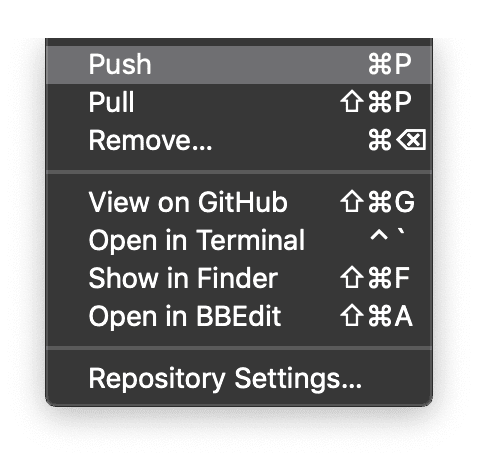 Push ⌘P
Pull ⇧⌘P
Remove... ⌘⌫
View on GitHub ⇧⌘G
Open in Terminal ^`
Show in Finder ⇧⌘F
Open in BBEdit ⇧⌘A
Repository Settings...